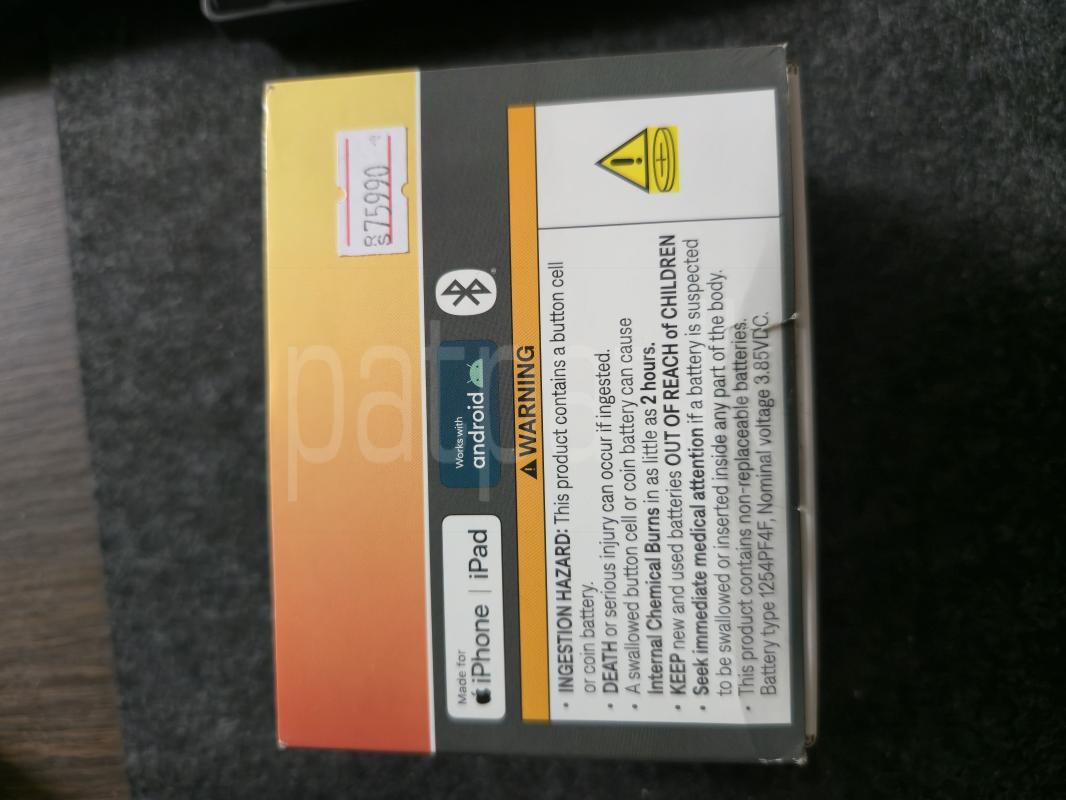 875990
Made for
iPhone | iPad
Works with
android
⚠WARNING
• INGESTION HAZARD: This product contains a button cell
or coin battery.
• DEATH or serious injury can occur if ingested.
• A swallowed button cell or coin battery can cause
Internal Chemical Burns in as little as 2 hours.
• KEEP new and used batteries OUT OF REACH of CHILDREN
• Seek immediate medical attention if a battery is suspected
to be swallowed or inserted inside any part of the body.
• This product contains non-replaceable batteries.
Battery type 1254PF4F, Nominal voltage 3.85VDC.